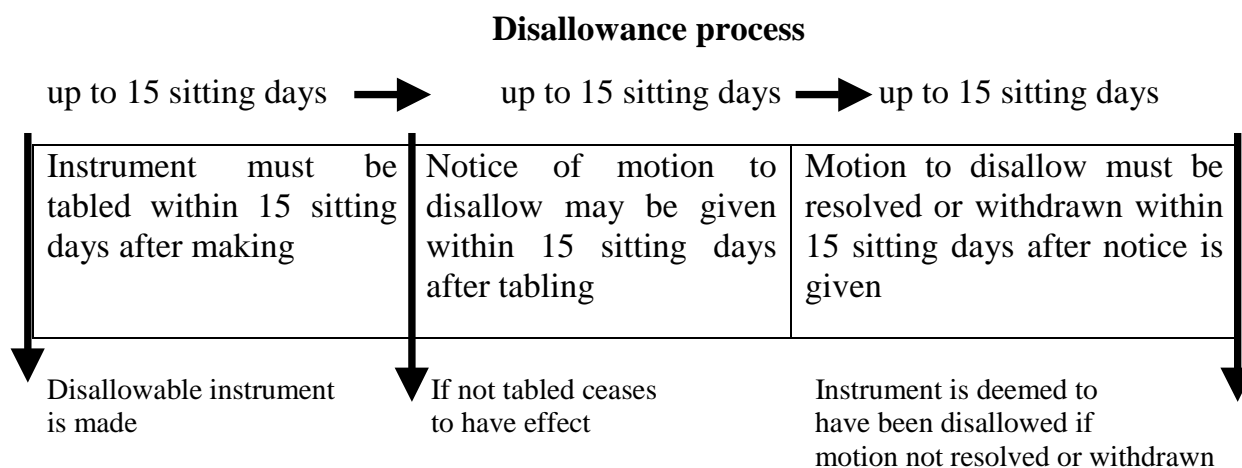 Disallowance process
up to 15 sitting days
up to 15 sitting days
up to 15 sitting days
Instrument must be
tabled within 15 sitting
days after making
Notice of motion to
disallow may be given
within 15 sitting days
after tabling
Motion to disallow must be
resolved or withdrawn within
15 sitting days after notice is
given
Disallowable instrument
is made
If not tabled ceases
to have effect
Instrument is deemed to
have been disallowed if
motion not resolved or withdrawn